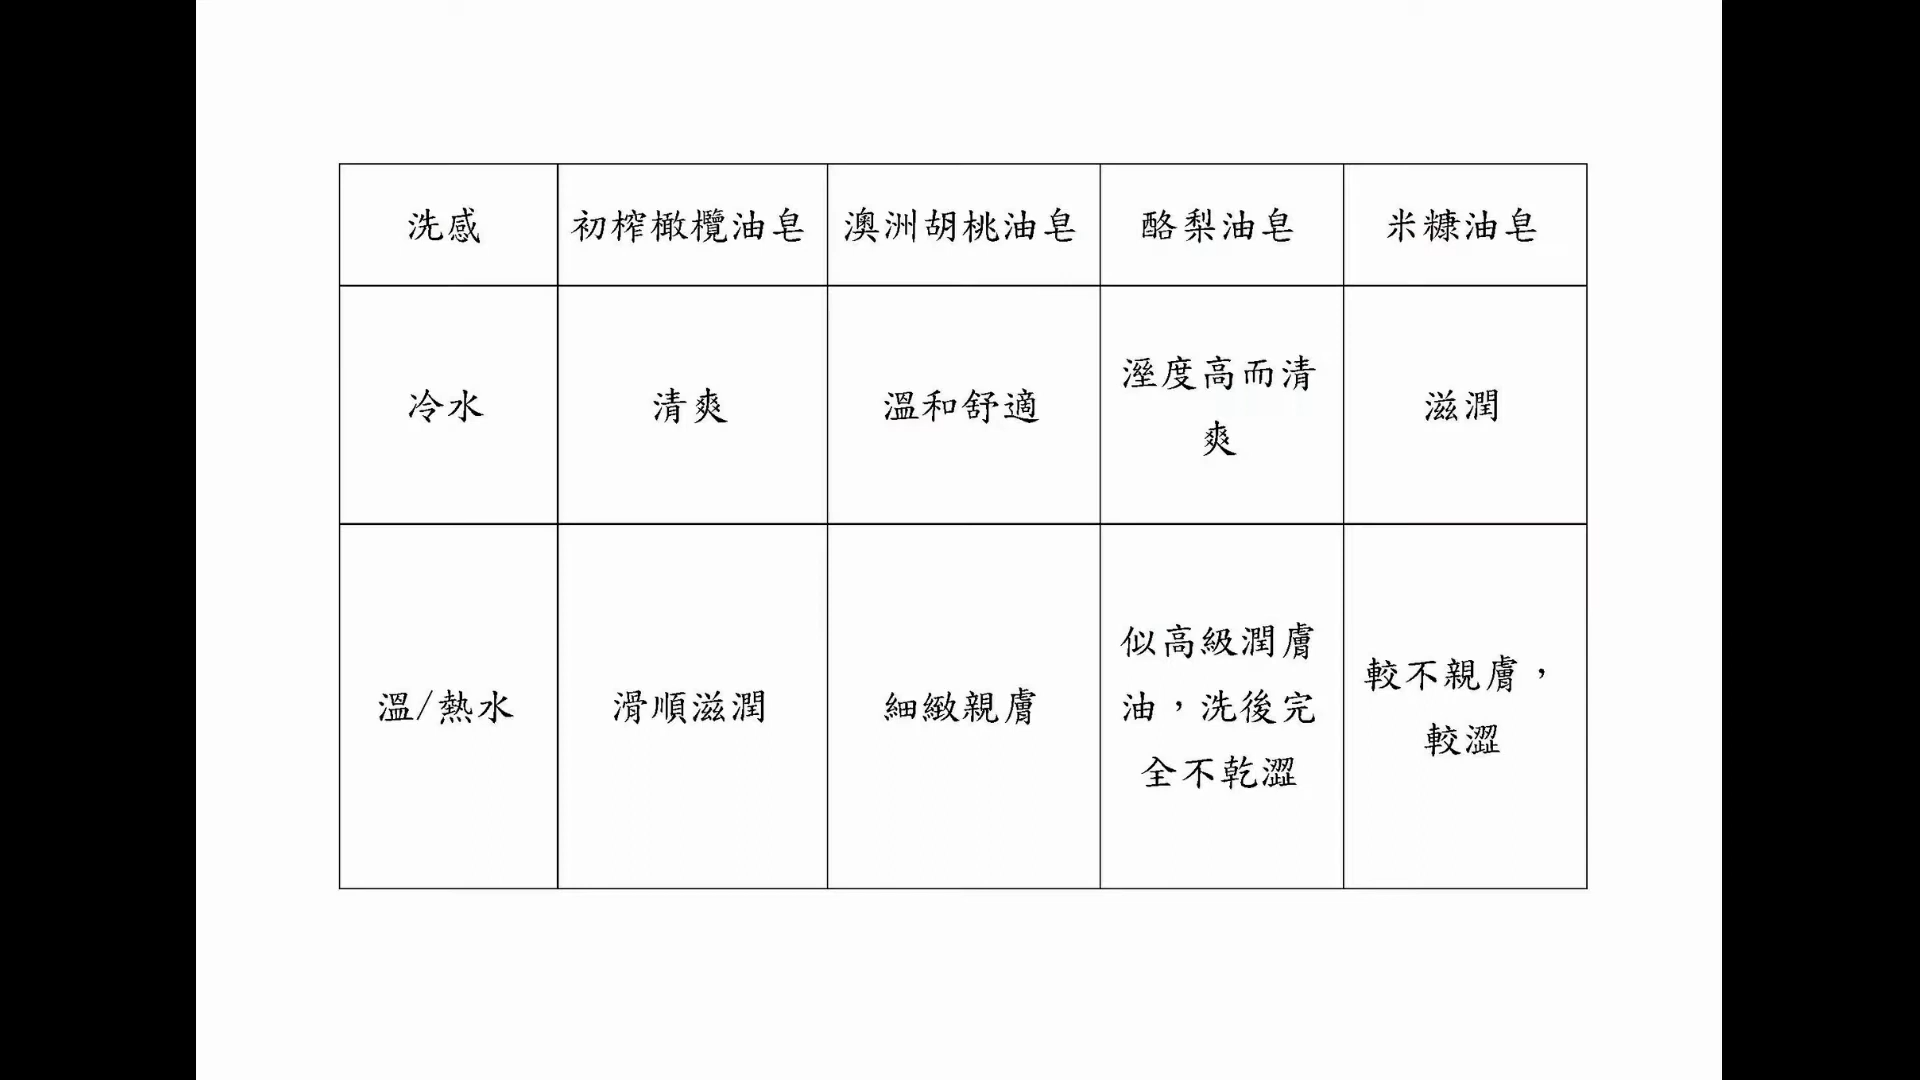 洗感 初榨橄欖油皂 澳洲胡桃油皂 酪梨油皂 米糠油皂
冷水 清爽 溫和舒適 溼度高而清
爽 滋潤
溫/熱水 滑順滋潤 細緻親膚 似高級潤膚
油，洗後完
全不乾澀 較不親膚，
較澀